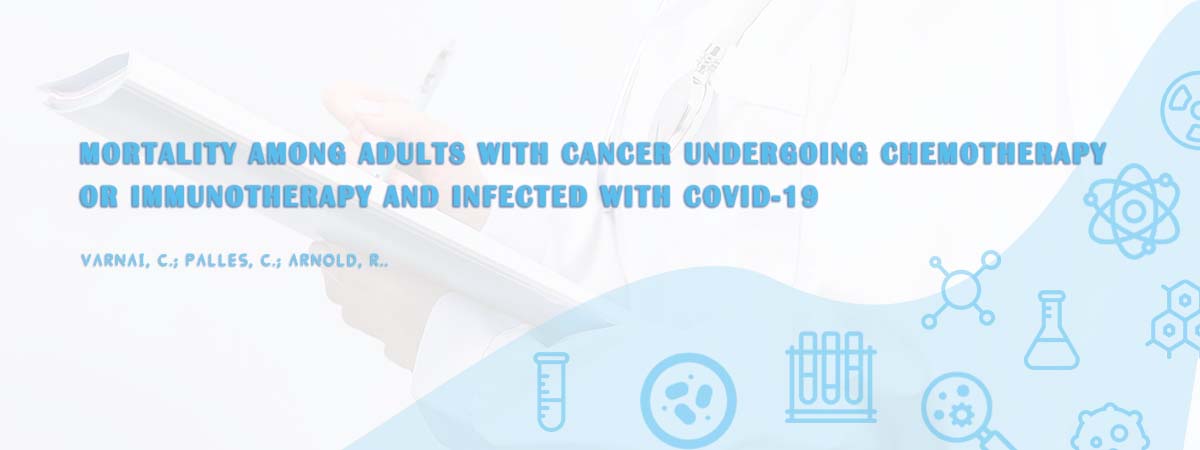 MORTALITY AMONG ADULTS WITH CANCER UNDERGOING CHEMOTHERAPY
OR IMMUNOTHERAPY AND INFECTED WITH COVID-19
VARNAI, C.; PALLES, C.; ARNOLD, R..